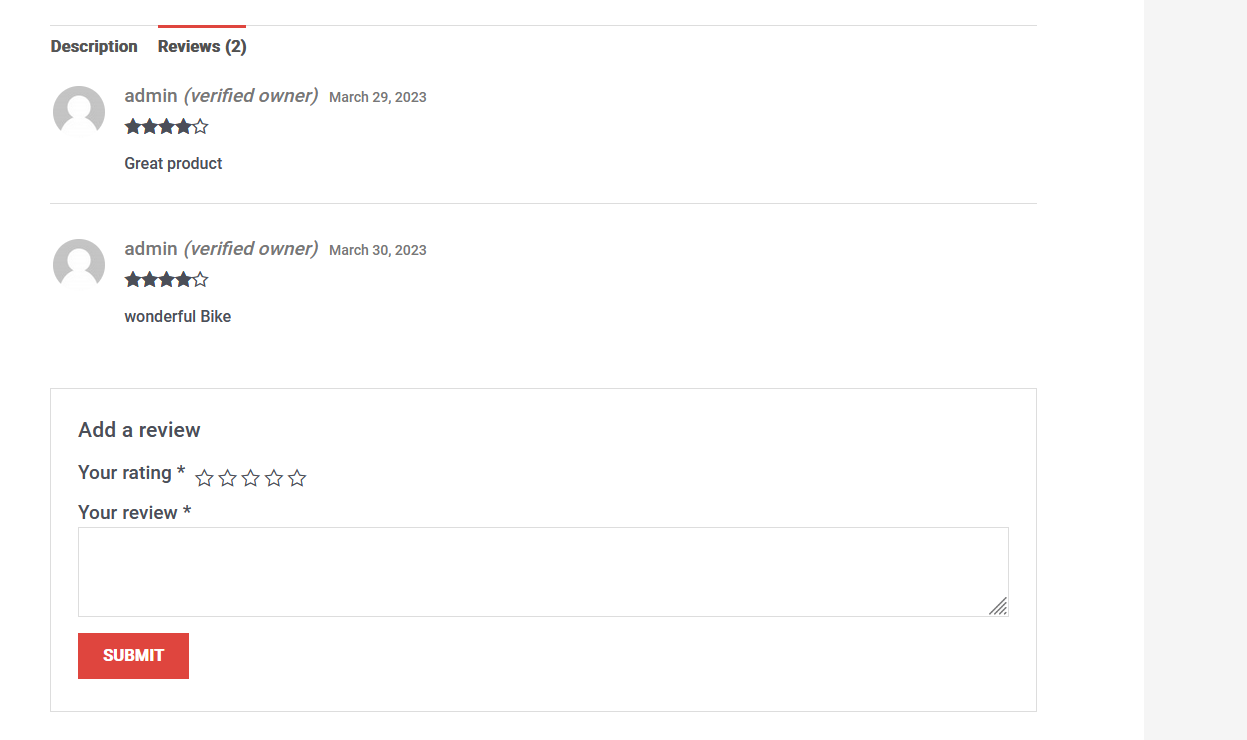 Description Reviews (2)
admin (verified owner) March 29, 2023
Great product
admin (verified owner) March 30, 2023
wonderful Bike
Add a review
Your rating *
Your review *
SUBMIT